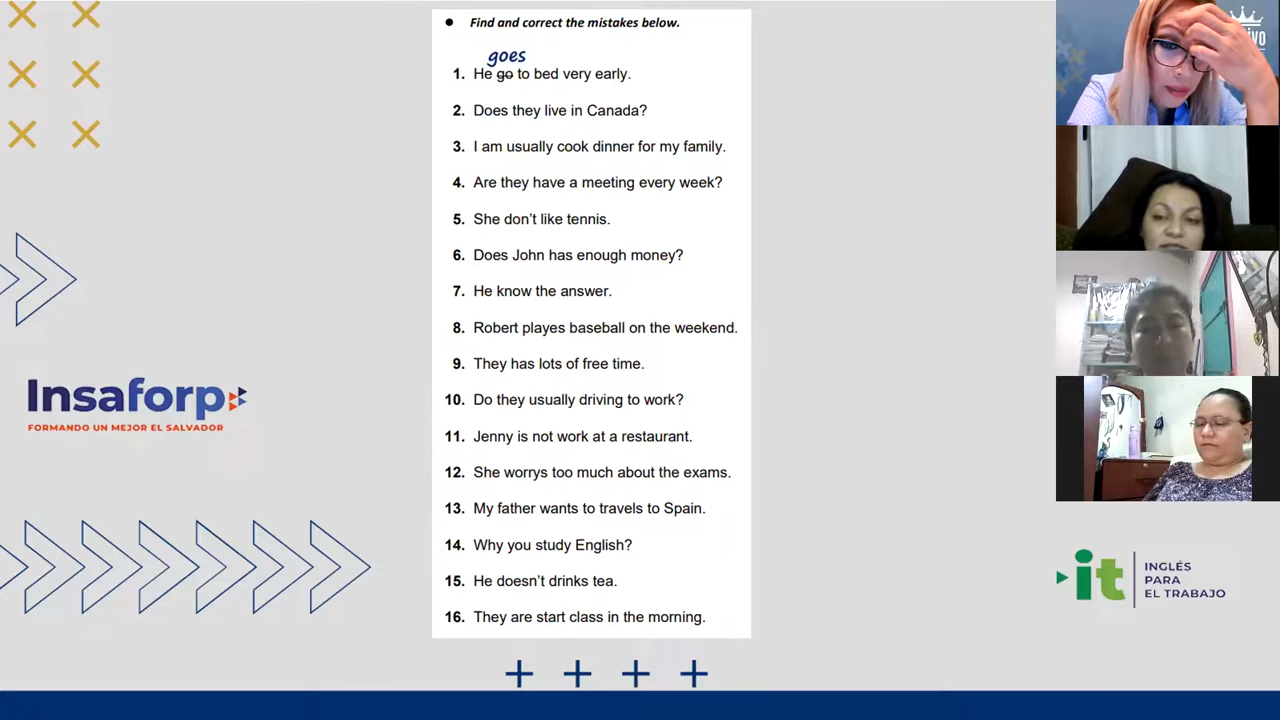 Find and correct the mistakes below.
goes
1. He go to bed very early.
2. Does they live in Canada?
3. I am usually cook dinner for my family.
4. Are they have a meeting every week?
5. She don't like tennis.
6. Does John has enough money?
7. He know the answer.
8. Robert playes baseball on the weekend.
9. They has lots of free time.
10. Do they usually driving to work?
11. Jenny is not work at a restaurant.
12. She worrys too much about the exams.
13. My father wants to travels to Spain.
14. Why you study English?
15. He doesn't drinks tea.
16. They are start class in the morning.
Insaforp
FORMANDO UN MEJOR EL SALVADOR
it
INGLÉS
PARA
EL TRABAJO